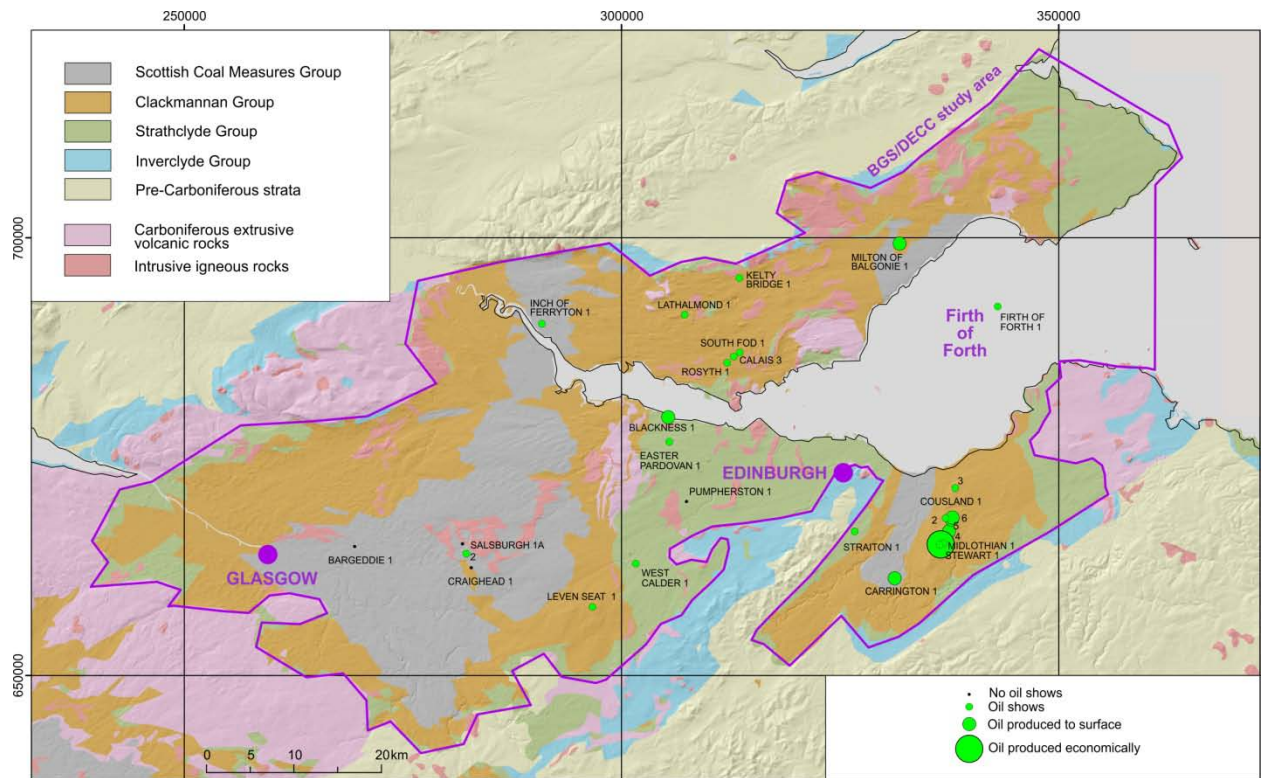 250000
300000
350000
700000
650000
Scottish Coal Measures Group
Clackmannan Group
Strathclyde Group
Inverclyde Group
Pre-Carboniferous strata
Carboniferous extrusive
volcanic rocks
Intrusive igneous rocks
BGS/DECC study area
MILTON OF
BALGONIE 1
KELTY
BRIDGE 1
INCH OF
FERRYTON 1
LATHALMOND 1
FIRTH OF
FORTH 1
Firth
of
Forth
SOUTH FOD 1
CALAIS 3
ROSYTH 1
BLACKNESS 1
EASTER
PARDOVAN 1
EDINBURGH
PUMPHERSTON 1
3
COUSLAND 1
2
6
5
4
STRAITON 1
MIDLOTHIAN 1
STEWART 1
SALSBURGH 1A
2
BARGEDDIE 1
CRAIGHEAD 1
GLASGOW
WEST
CALDER 1
CARRINGTON 1
LEVEN SEAT 1
0 5 10 20km
No oil shows
Oil shows
Oil produced to surface
Oil produced economically